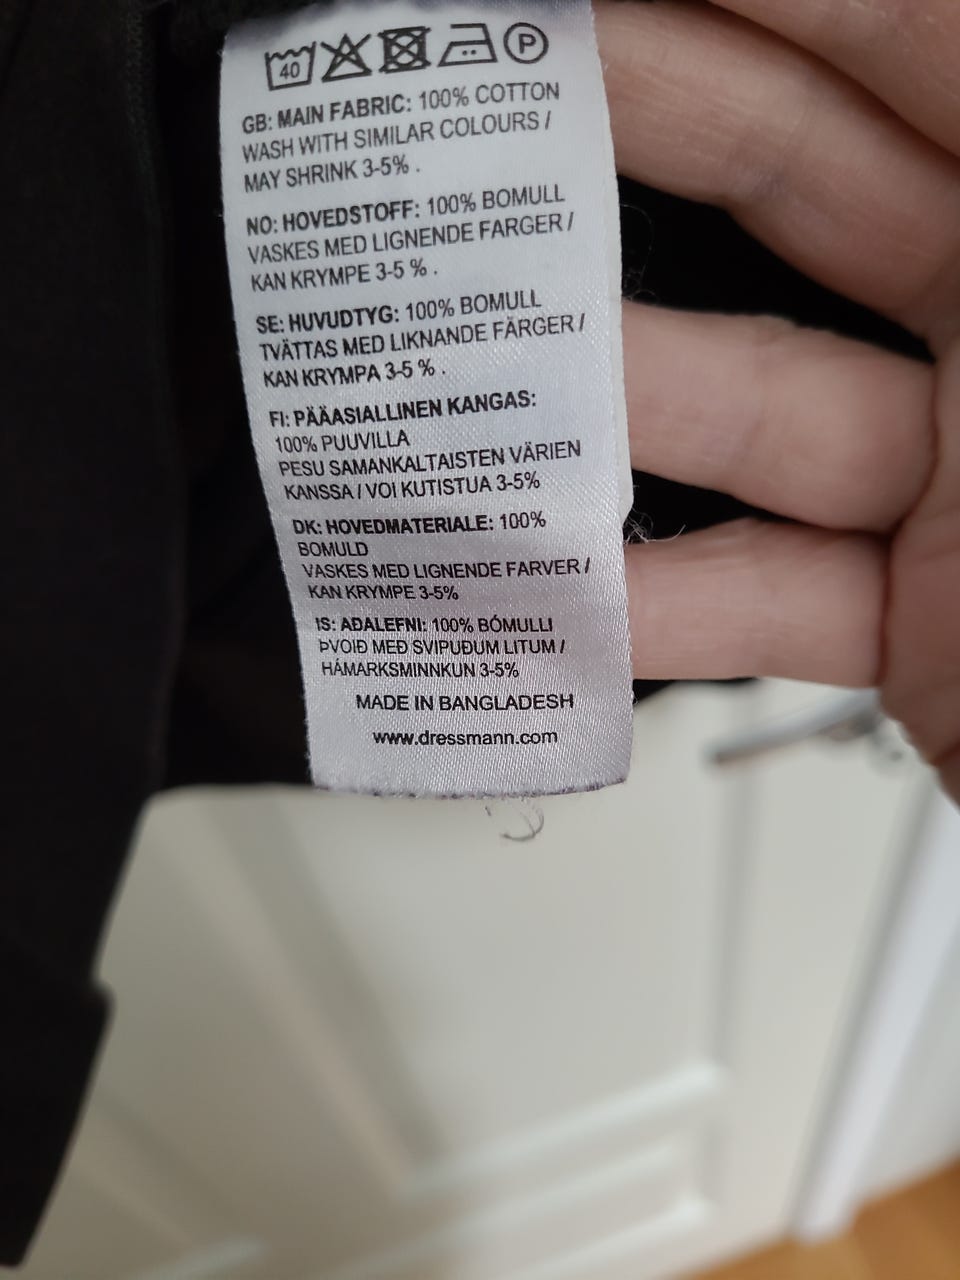 40 P
GB: MAIN FABRIC: 100% COTTON
WASH WITH SIMILAR COLOURS /
MAY SHRINK 3-5% .
NO: HOVEDSTOFF: 100% BOMULL
VASKES MED LIGNENDE FARGER /
KAN KRYMPE 3-5 % .
SE: HUVUDTYG: 100% BOMULL
TVÄTTAS MED LIKNANDE FÄRGER /
KAN KRYMPA 3-5 % .
FI: PÄÄASIALLINEN KANGAS:
100% PUUVILLA
PESU SAMANKALTAISTEN VÄRIEN
KANSSA / VOI KUTISTUA 3-5%
DK: HOVEDMATERIALE: 100%
BOMULD
VASKES MED LIGNENDE FARVER /
KAN KRYMPE 3-5%
IS: AÐALEFNI: 100% BÓMULLI
ÞVOIÐ MEÐ SVIPUÐUM LITUM /
HÁMARKSMINNKUN 3-5%
MADE IN BANGLADESH
www.dressmann.com